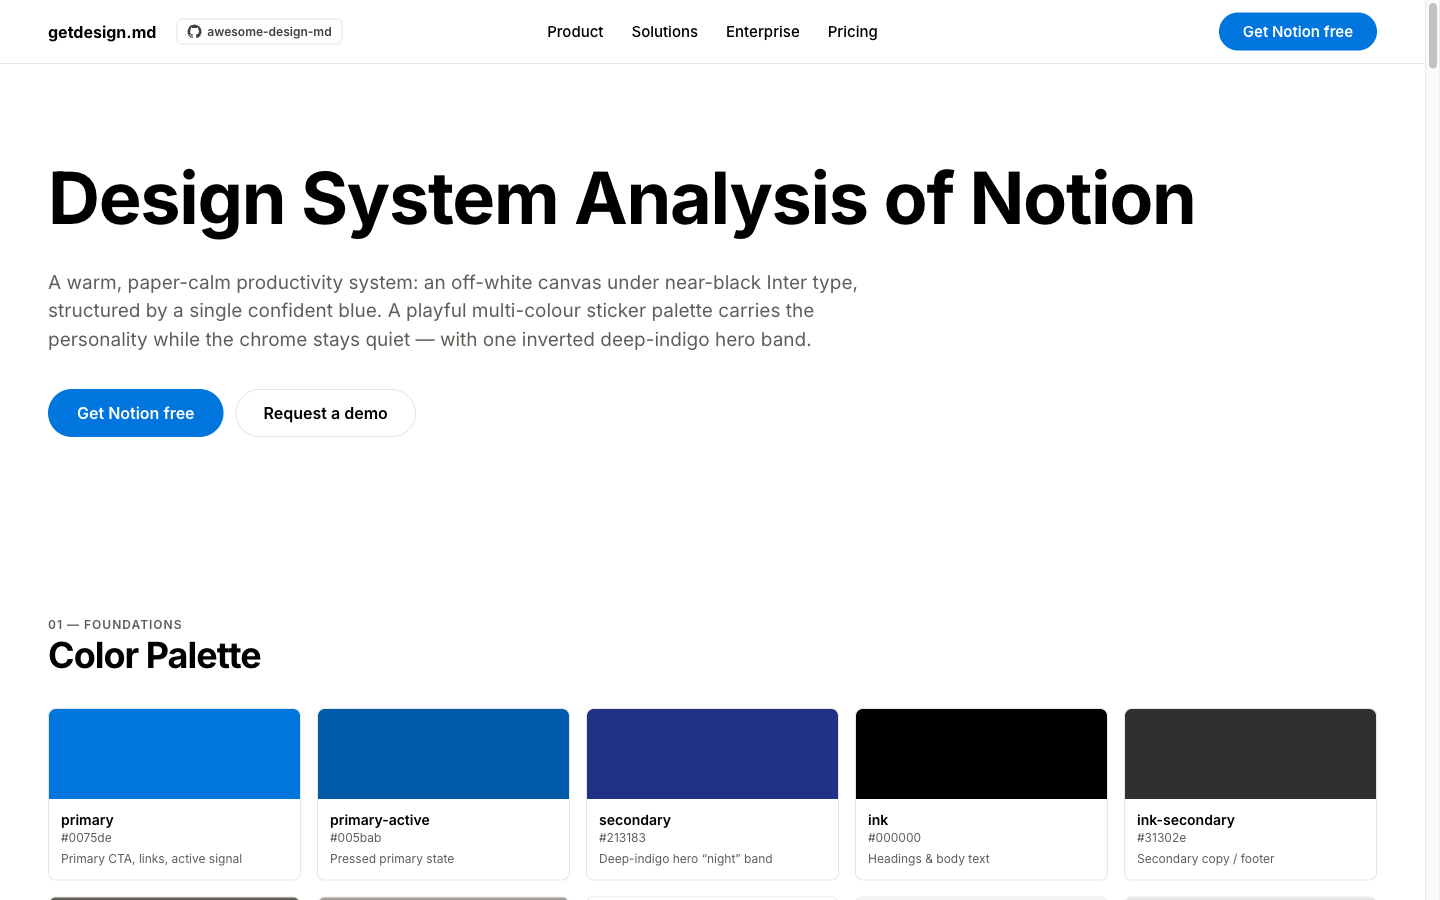 getdesign.md
awesome-design-md
Product
Solutions
Enterprise
Pricing
Get Notion free
Design System Analysis of Notion
A warm, paper-calm productivity system: an off-white canvas under near-black Inter type,
structured by a single confident blue. A playful multi-colour sticker palette carries the
personality while the chrome stays quiet — with one inverted deep-indigo hero band.
Get Notion free
Request a demo
01 — FOUNDATIONS
Color Palette
primary
#0075de
Primary CTA, links, active signal
primary-active
#005bab
Pressed primary state
secondary
#213183
Deep-indigo hero “night” band
ink
#000000
Headings & body text
ink-secondary
#31302e
Secondary copy / footer